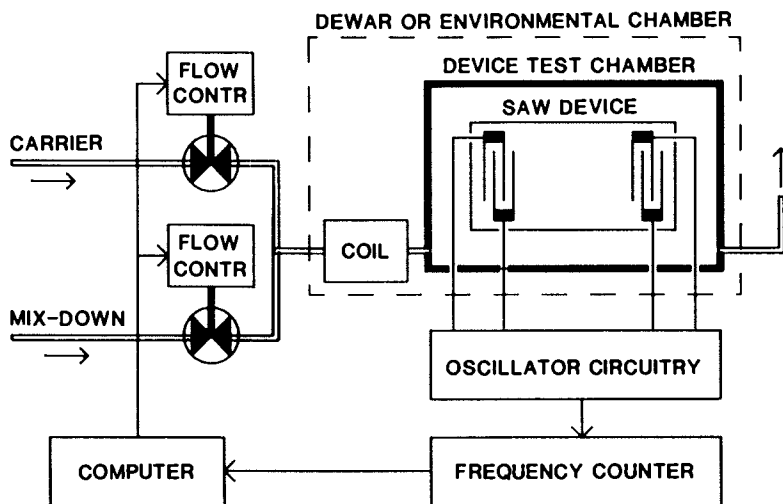 DEWAR OR ENVIRONMENTAL CHAMBER
DEVICE TEST CHAMBER
SAW DEVICE
FLOW
CONTR
CARRIER
FLOW
CONTR
COIL
MIX-DOWN
OSCILLATOR CIRCUITRY
COMPUTER
FREQUENCY COUNTER